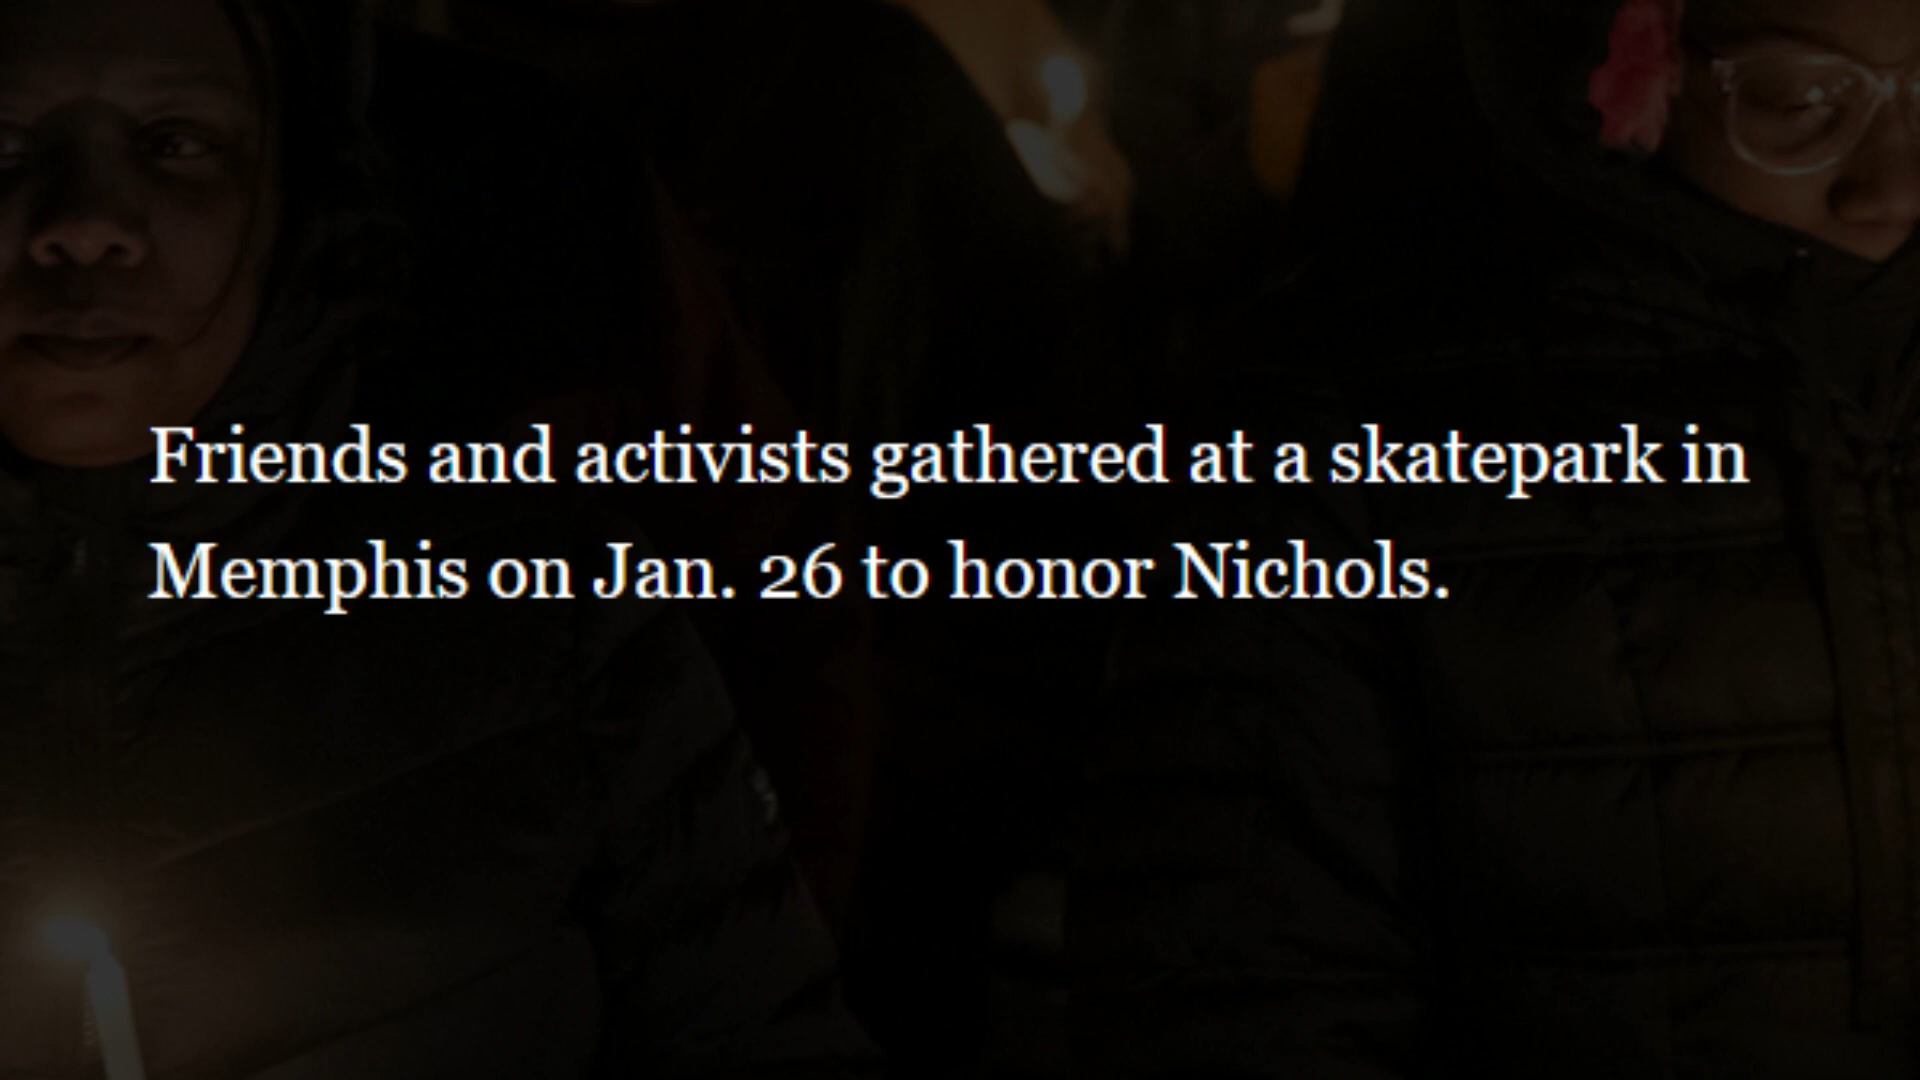 Friends and activists gathered at a skatepark in
Memphis on Jan. 26 to honor Nichols.